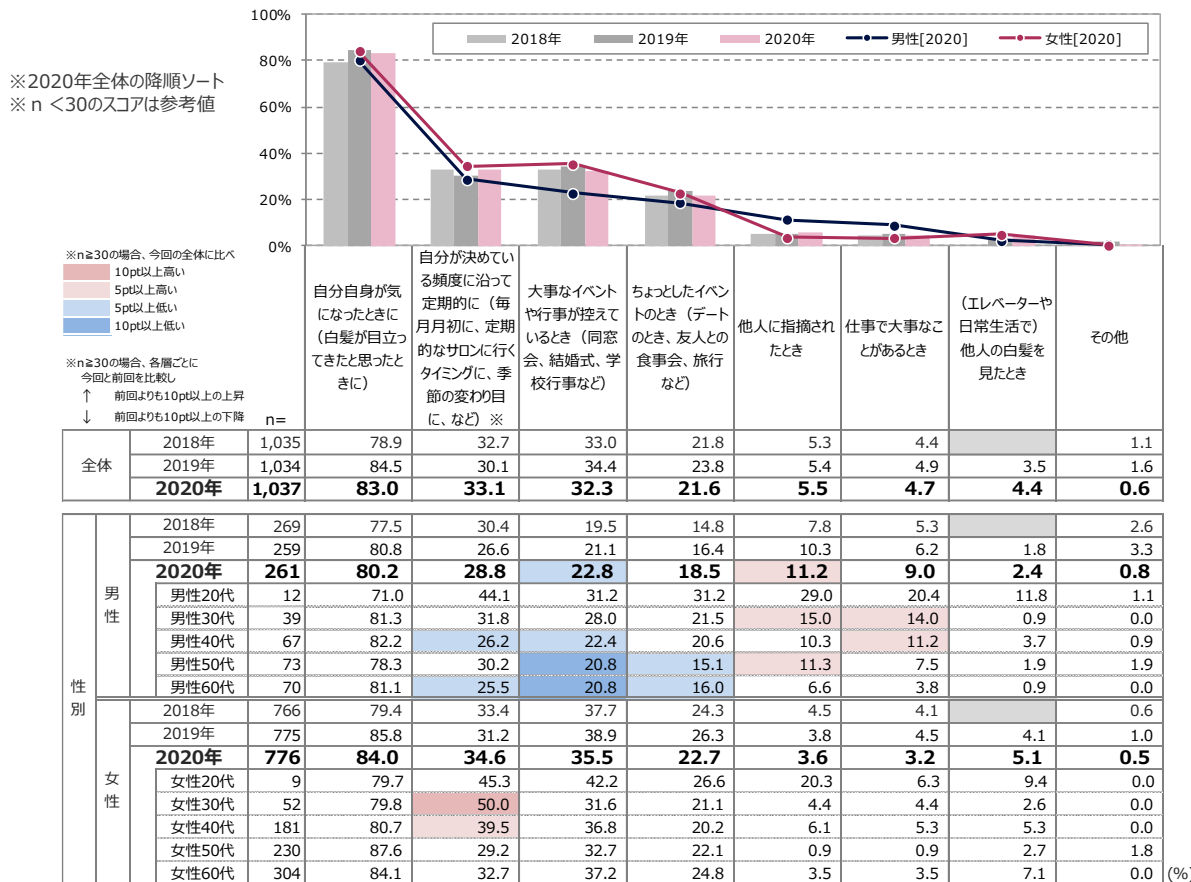 100%
80%
60%
40%
20%
0%
2018年 2019年 2020年 男性[2020] 女性[2020]
※2020年全体の降順ソート
※ｎ＜30のスコアは参考値
※n≧30の場合、今回の全体に比べ
10pt以上高い
5pt以上高い
5pt以上低い
10pt以上低い
※n≧30の場合、各層ごとに
今回と前回を比較し
↑ 前回よりも10pt以上の上昇
↓ 前回よりも10pt以上の下降
n=
自分自身が気
になったときに
（白髪が目立っ
てきたと思ったと
きに）
自分が決めてい
る頻度に沿って
定期的に（毎
月月初に、定期
的なサロンに行く
タイミングに、季
節の変わり目
に、など）※
大事なイベント
や行事が控えて
いるとき（同窓
会、結婚式、学
校行事など）
ちょっとしたイベン
トのとき（デート
のとき、友人との
食事会、旅行
など）
他人に指摘され
たとき
仕事で大事なこ
とがあるとき
（エレベーターや
日常生活で）
他人の白髪を
見たとき
その他
全体
2018年 1,035 78.9 32.7 33.0 21.8 5.3 4.4 1.1
2019年 1,034 84.5 30.1 34.4 23.8 5.4 4.9 3.5 1.6
2020年 1,037 83.0 33.1 32.3 21.6 5.5 4.7 4.4 0.6
性別
男性
2018年 269 77.5 30.4 19.5 14.8 7.8 5.3 2.6
2019年 259 80.8 26.6 21.1 16.4 10.3 6.2 1.8 3.3
2020年 261 80.2 28.8 22.8 18.5 11.2 9.0 2.4 0.8
男性20代 12 71.0 44.1 31.2 31.2 29.0 20.4 11.8 1.1
男性30代 39 81.3 31.8 28.0 21.5 15.0 14.0 0.9 0.0
男性40代 67 82.2 26.2 22.4 20.6 10.3 11.2 3.7 0.9
男性50代 73 78.3 30.2 20.8 15.1 11.3 7.5 1.9 1.9
男性60代 70 81.1 25.5 20.8 16.0 6.6 3.8 0.9 0.0
女性
2018年 766 79.4 33.4 37.7 24.3 4.5 4.1 0.6
2019年 775 85.8 31.2 38.9 26.3 3.8 4.5 4.1 1.0
2020年 776 84.0 34.6 35.5 22.7 3.6 3.2 5.1 0.5
女性20代 9 79.7 45.3 42.2 26.6 20.3 6.3 9.4 0.0
女性30代 52 79.8 50.0 31.6 21.1 4.4 4.4 2.6 0.0
女性40代 181 80.7 39.5 36.8 20.2 6.1 5.3 5.3 0.0
女性50代 230 87.6 29.2 32.7 22.1 0.9 0.9 2.7 1.8
女性60代 304 84.1 32.7 37.2 24.8 3.5 3.5 7.1 0.0 (%)